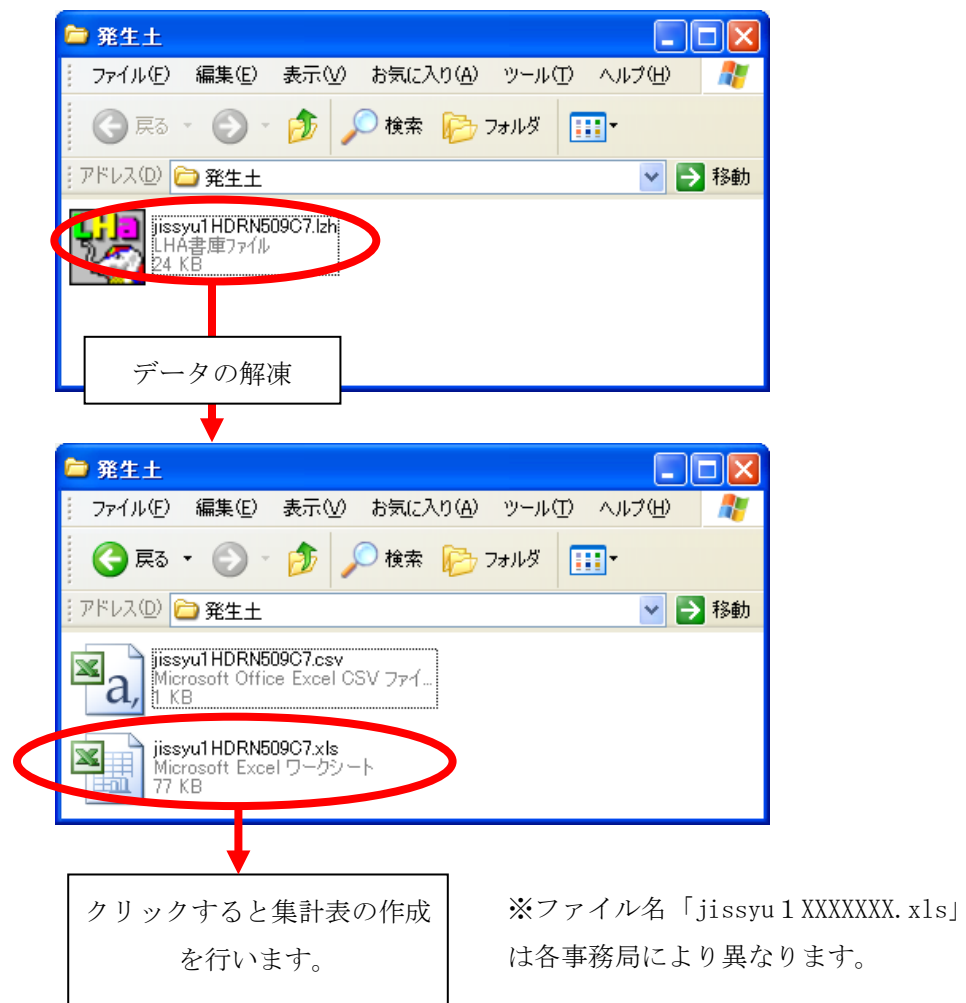 発生土
ファイル(F) 編集(E) 表示(V) お気に入り(A) ツール(T) ヘルプ(H)
戻る 検索 フォルダ
アドレス(D) 発生土 移動
LHa
jissyu1HDRN509C7.lzh
LHA書庫ファイル
24 KB
データの解凍
発生土
ファイル(F) 編集(E) 表示(V) お気に入り(A) ツール(T) ヘルプ(H)
戻る 検索 フォルダ
アドレス(D) 発生土 移動
a,
jissyu1HDRN509C7.csv
Microsoft Office Excel CSV ファイ...
1 KB
jissyu1HDRN509C7.xls
Microsoft Excel ワークシート
77 KB
クリックすると集計表の作成
を行います。
※ファイル名「jissyu１XXXXXXX.xls」
は各事務局により異なります。